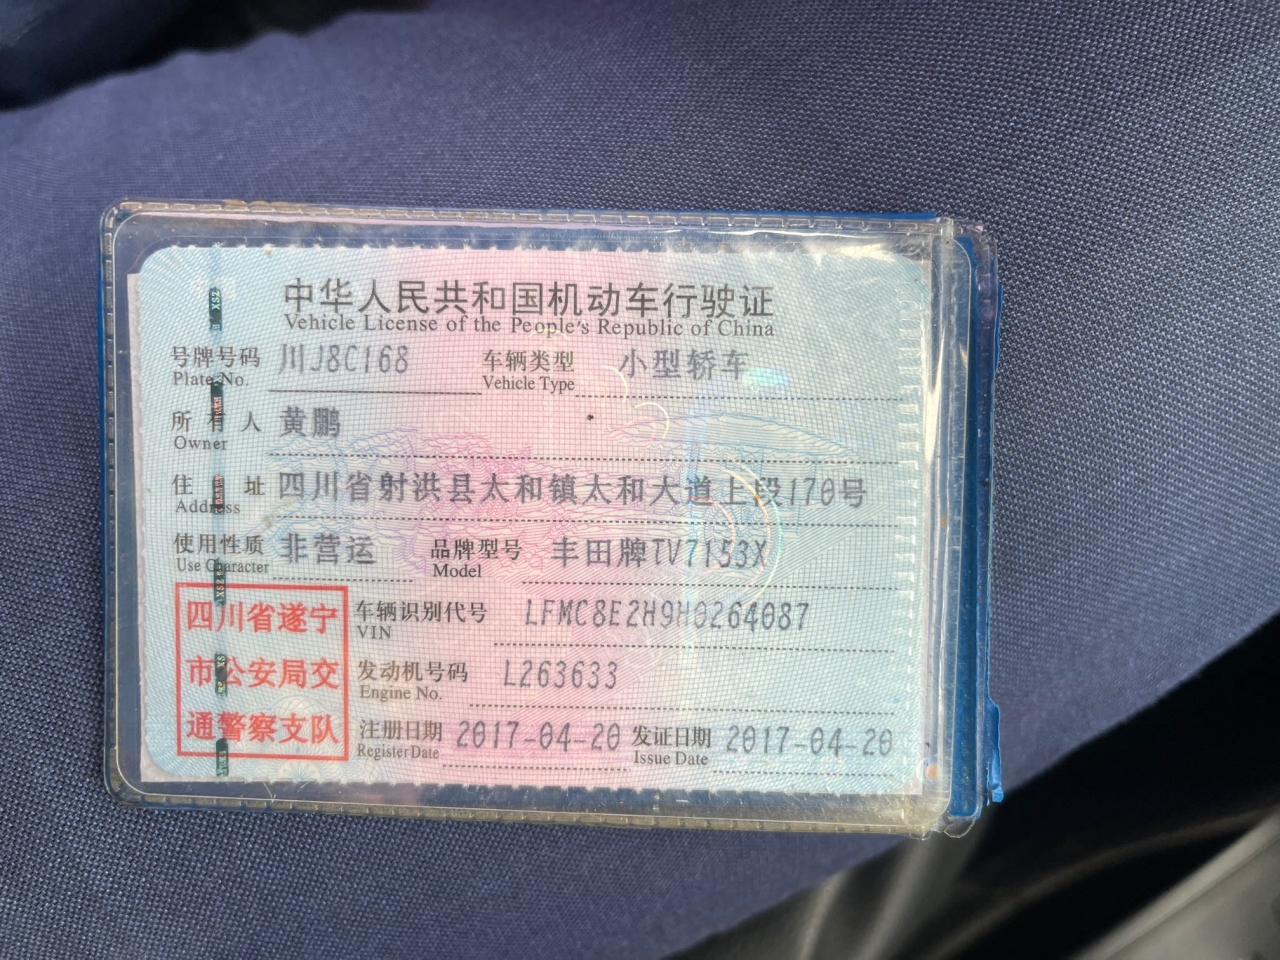 中华人民共和国机动车行驶证
Vehicle License of the People's Republic of China
号牌号码 川J8C168 车辆类型 小型轿车
Plate No. Vehicle Type
所有人 黄鹏
Owner
住址 四川省射洪县太和镇太和大道上段170号
Address
使用性质 非营运 品牌型号 丰田牌TV7153X
Use Character Model
四川省遂宁
市公安局交
通警察支队
车辆识别代号 LFMC8E2H9H0264087
VIN
发动机号码 L263633
Engine No.
注册日期 2017-04-20 发证日期 2017-04-20
Register Date Issue Date